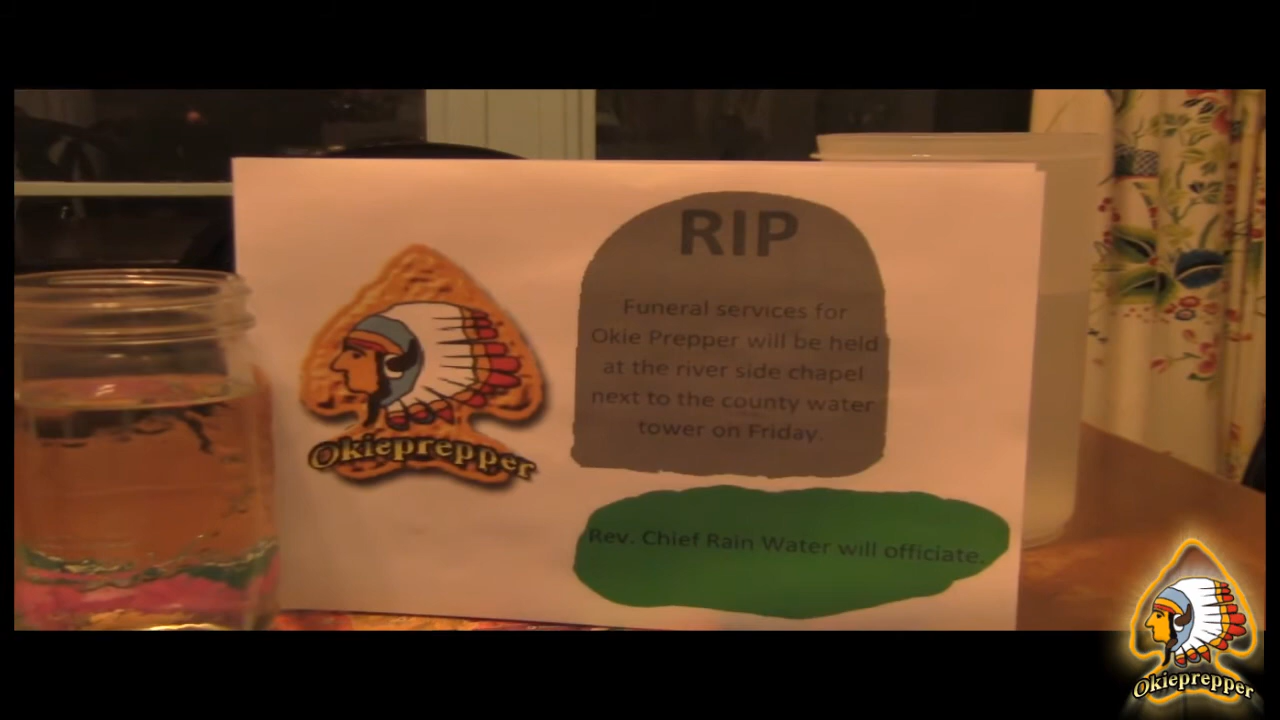 RIP
Funeral services for
Okie Prepper will be held
at the river side chapel
next to the county water
tower on Friday.
Okieprepper
Rev. Chief Rain Water will officiate.
Okieprepper